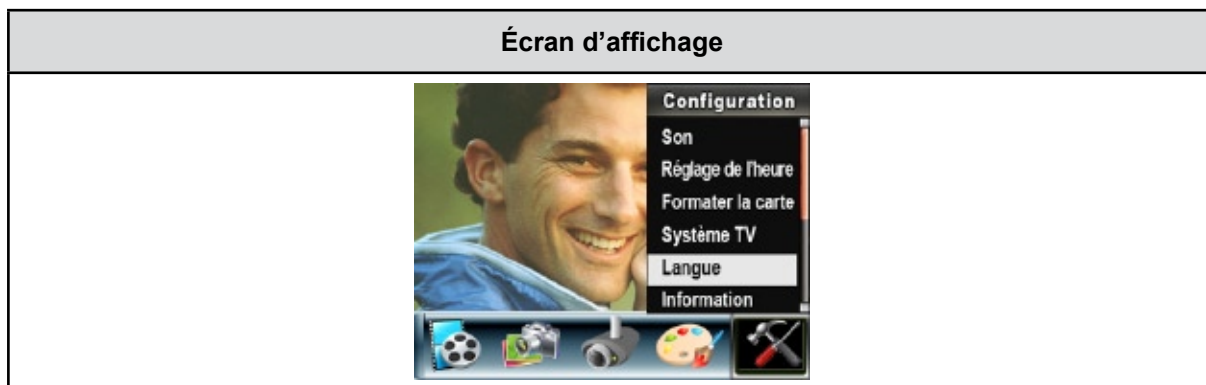 Écran d’affichage
Configuration
Son
Réglage de l'heure
Formater la carte
Système TV
Langue
Information